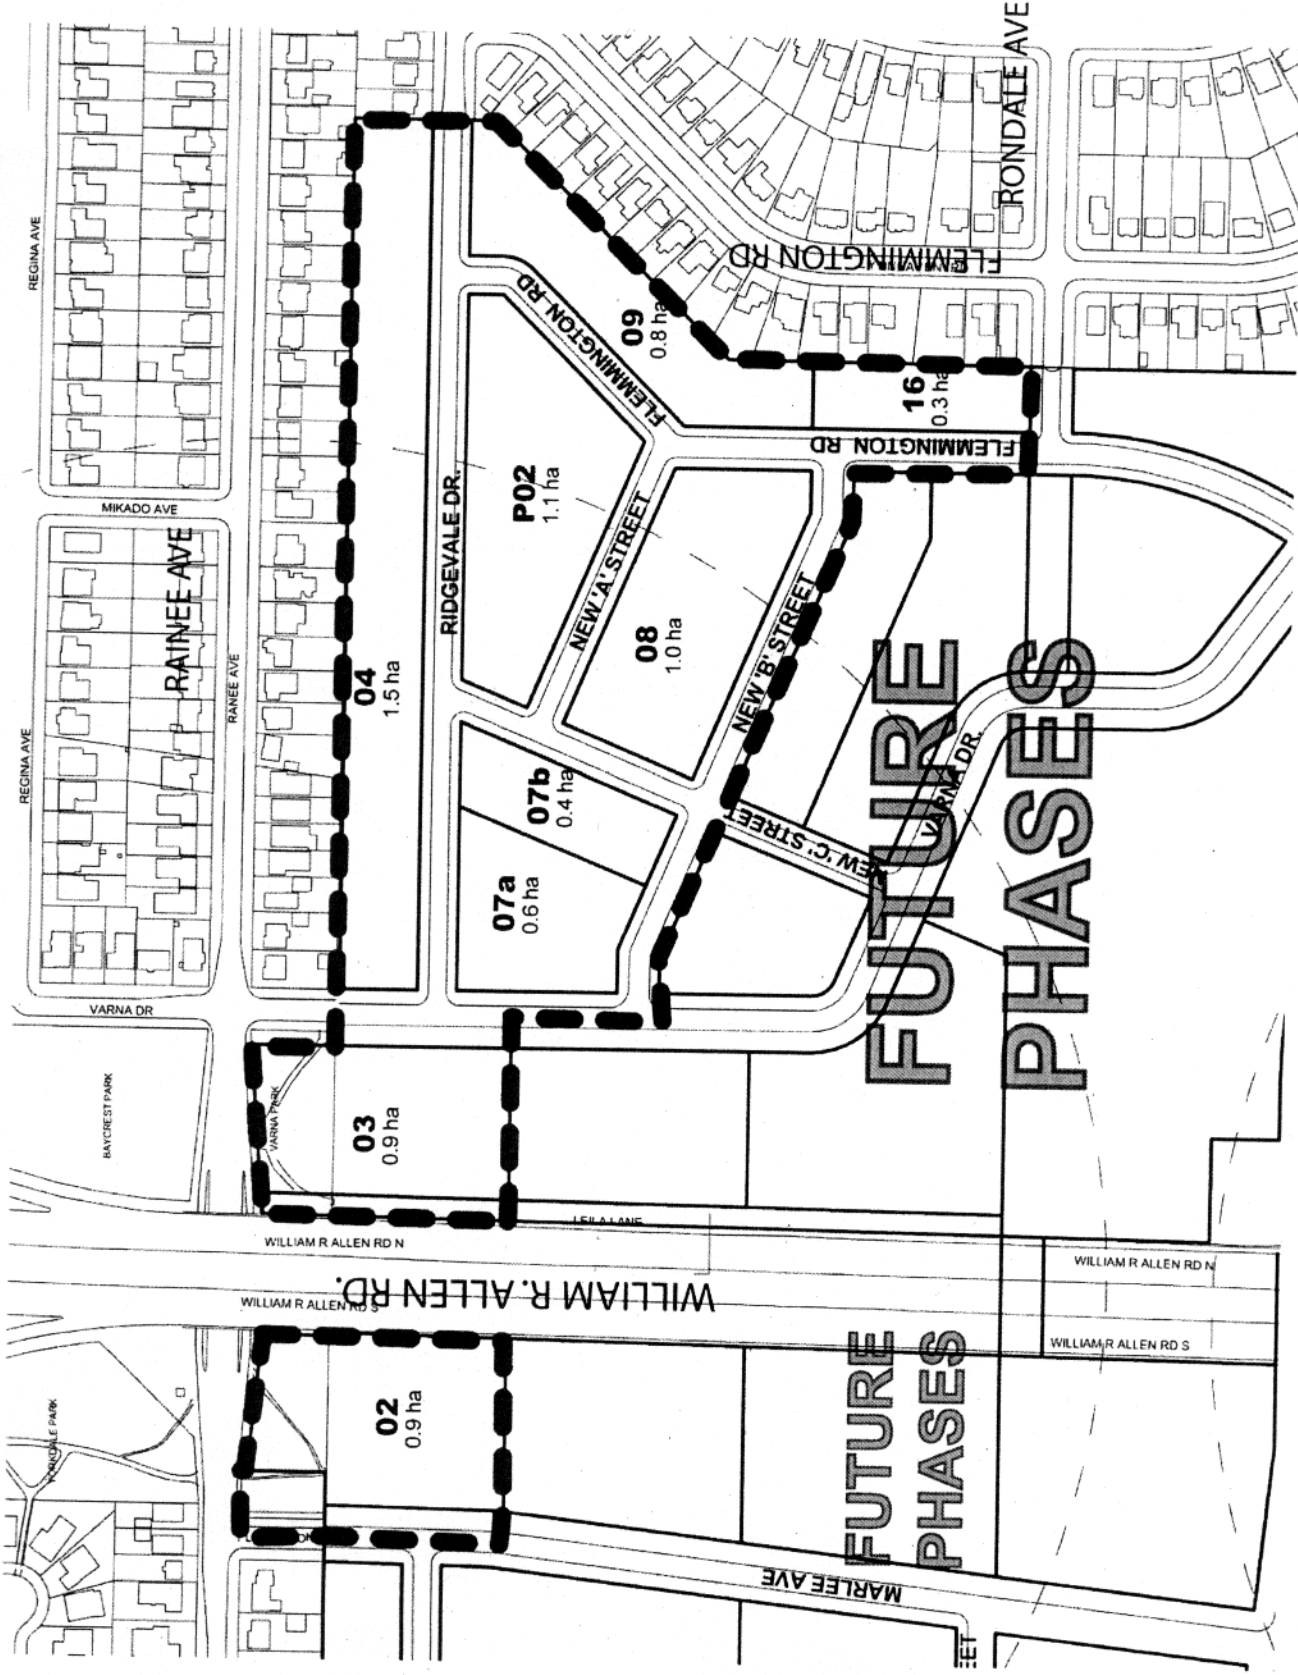 REGINA AVE
REGINA AVE
MIKADO AVE
RAINEE AVE
RANEE AVE
VARNA DR
BAYCREST PARK
VARNA PARK
RONDALE AVE
FLEMMINGTON RD
FLEMMINGTON RD
FLEMMINGTON RD
RIDGEVALE DR.
NEW 'A' STREET
NEW 'B' STREET
NEW 'C' STREET
VARNA DR.
04
1.5 ha
09
0.8 ha
16
0.3 ha
P02
1.1 ha
08
1.0 ha
07b
0.4 ha
07a
0.6 ha
03
0.9 ha
02
0.9 ha
FUTURE
PHASES
LEILA LANE
WILLIAM R ALLEN RD N
WILLIAM R. ALLEN RD.
WILLIAM R ALLEN RD S
WILLIAM R ALLEN RD N
WILLIAM R ALLEN RD S
FUTURE
PHASES
MARLEE AVE